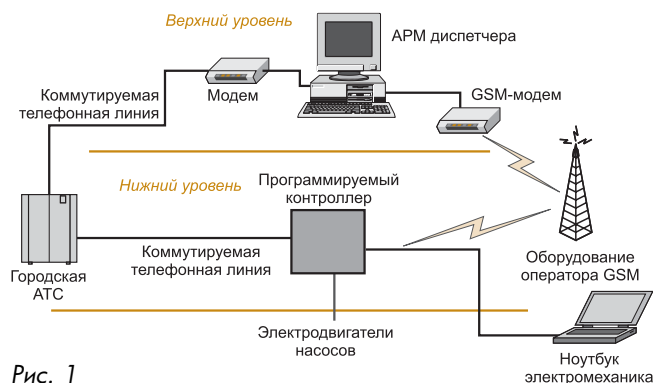 Верхний уровень
АРМ диспетчера
Коммутируемая
телефонная линия
Модем
GSM-модем
Нижний уровень
Программируемый
контроллер
Коммутируемая
телефонная линия
Городская
АТС
Оборудование
оператора GSM
Электродвигатели
насосов
Ноутбук
электромеханика
Рис. 1